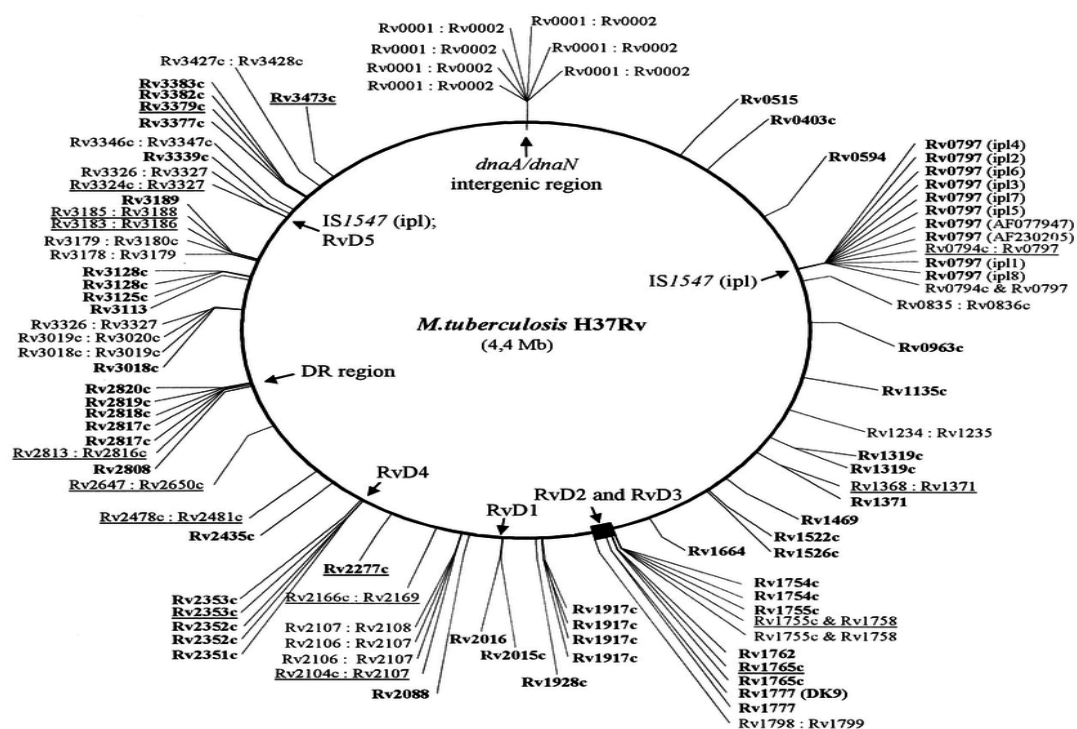 Rv0001 : Rv0002
Rv0001 : Rv0002
Rv0001 : Rv0002
Rv0001 : Rv0002
Rv0001 : Rv0002
Rv0001 : Rv0002
Rv0001 : Rv0002
dnaA/dnaN
intergenic region
Rv0515
Rv0403c
Rv0594
Rv0797 (ipl4)
Rv0797 (ipl2)
Rv0797 (ipl6)
Rv0797 (ipl3)
Rv0797 (ipl7)
Rv0797 (ipl5)
Rv0797 (AF077947)
Rv0797 (AF230205)
Rv0794c : Rv0797
Rv0797 (ipl1)
Rv0797 (ipl8)
Rv0794c & Rv0797
IS1547 (ipl)
Rv0835 : Rv0836c
Rv0963c
Rv1135c
Rv1234 : Rv1235
Rv1319c
Rv1319c
Rv1368 : Rv1371
Rv1371
Rv1469
Rv1522c
Rv1526c
Rv1664
RvD2 and RvD3
Rv1754c
Rv1754c
Rv1755c
Rv1755c & Rv1758
Rv1755c & Rv1758
Rv1762
Rv1765c
Rv1765c
Rv1777 (DK9)
Rv1777
Rv1798 : Rv1799
Rv1917c
Rv1917c
Rv1917c
Rv1917c
Rv1928c
RvD1
Rv2016
Rv2015c
Rv2277c
Rv2166c : Rv2169
Rv2107 : Rv2108
Rv2106 : Rv2107
Rv2106 : Rv2107
Rv2104c : Rv2107
Rv2088
RvD4
Rv2353c
Rv2353c
Rv2352c
Rv2352c
Rv2351c
Rv2478c : Rv2481c
Rv2435c
DR region
Rv2820c
Rv2819c
Rv2818c
Rv2817c
Rv2817c
Rv2813 : Rv2816c
Rv2808
Rv2647 : Rv2650c
Rv3128c
Rv3128c
Rv3125c
Rv3113
Rv3326 : Rv3327
Rv3019c : Rv3020c
Rv3018c : Rv3019c
Rv3018c
Rv3189
Rv3185 : Rv3188
Rv3183 : Rv3186
Rv3179 : Rv3180c
Rv3178 : Rv3179
IS1547 (ipl);
RvD5
Rv3427c : Rv3428c
Rv3473c
Rv3383c
Rv3382c
Rv3379c
Rv3377c
Rv3346c : Rv3347c
Rv3339c
Rv3326 : Rv3327
Rv3324c : Rv3327
M.tuberculosis H37Rv
(4,4 Mb)